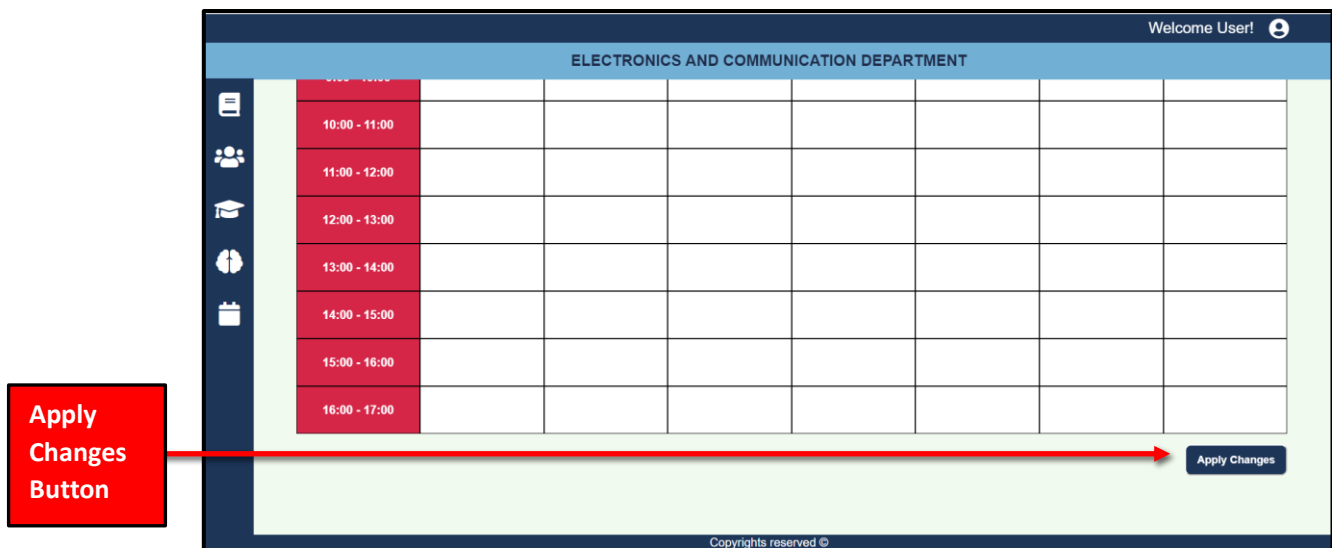 Welcome User!
ELECTRONICS AND COMMUNICATION DEPARTMENT
10:00 - 11:00
11:00 - 12:00
12:00 - 13:00
13:00 - 14:00
14:00 - 15:00
15:00 - 16:00
16:00 - 17:00
Apply
Changes
Button
Apply Changes
Copyrights reserved ©